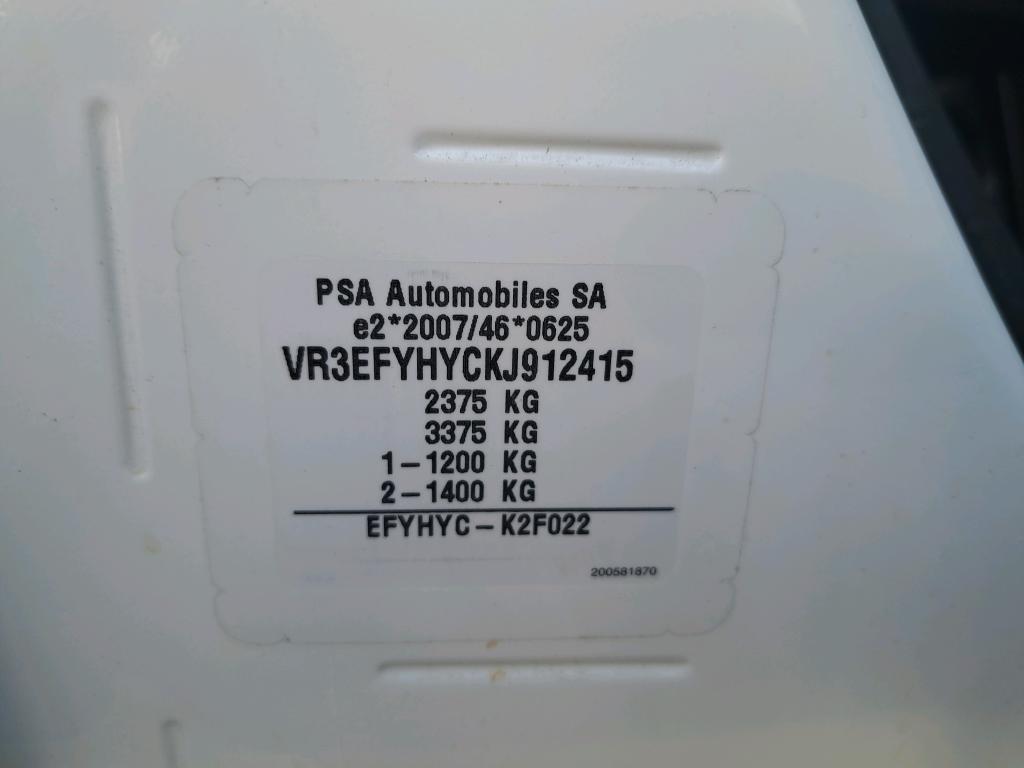 PSA Automobiles SA
e2*2007/46*0625
VR3EFYHYCKJ912415
2375 KG
3375 KG
1-1200 KG
2-1400 KG
EFYHYC-K2F022
200581870